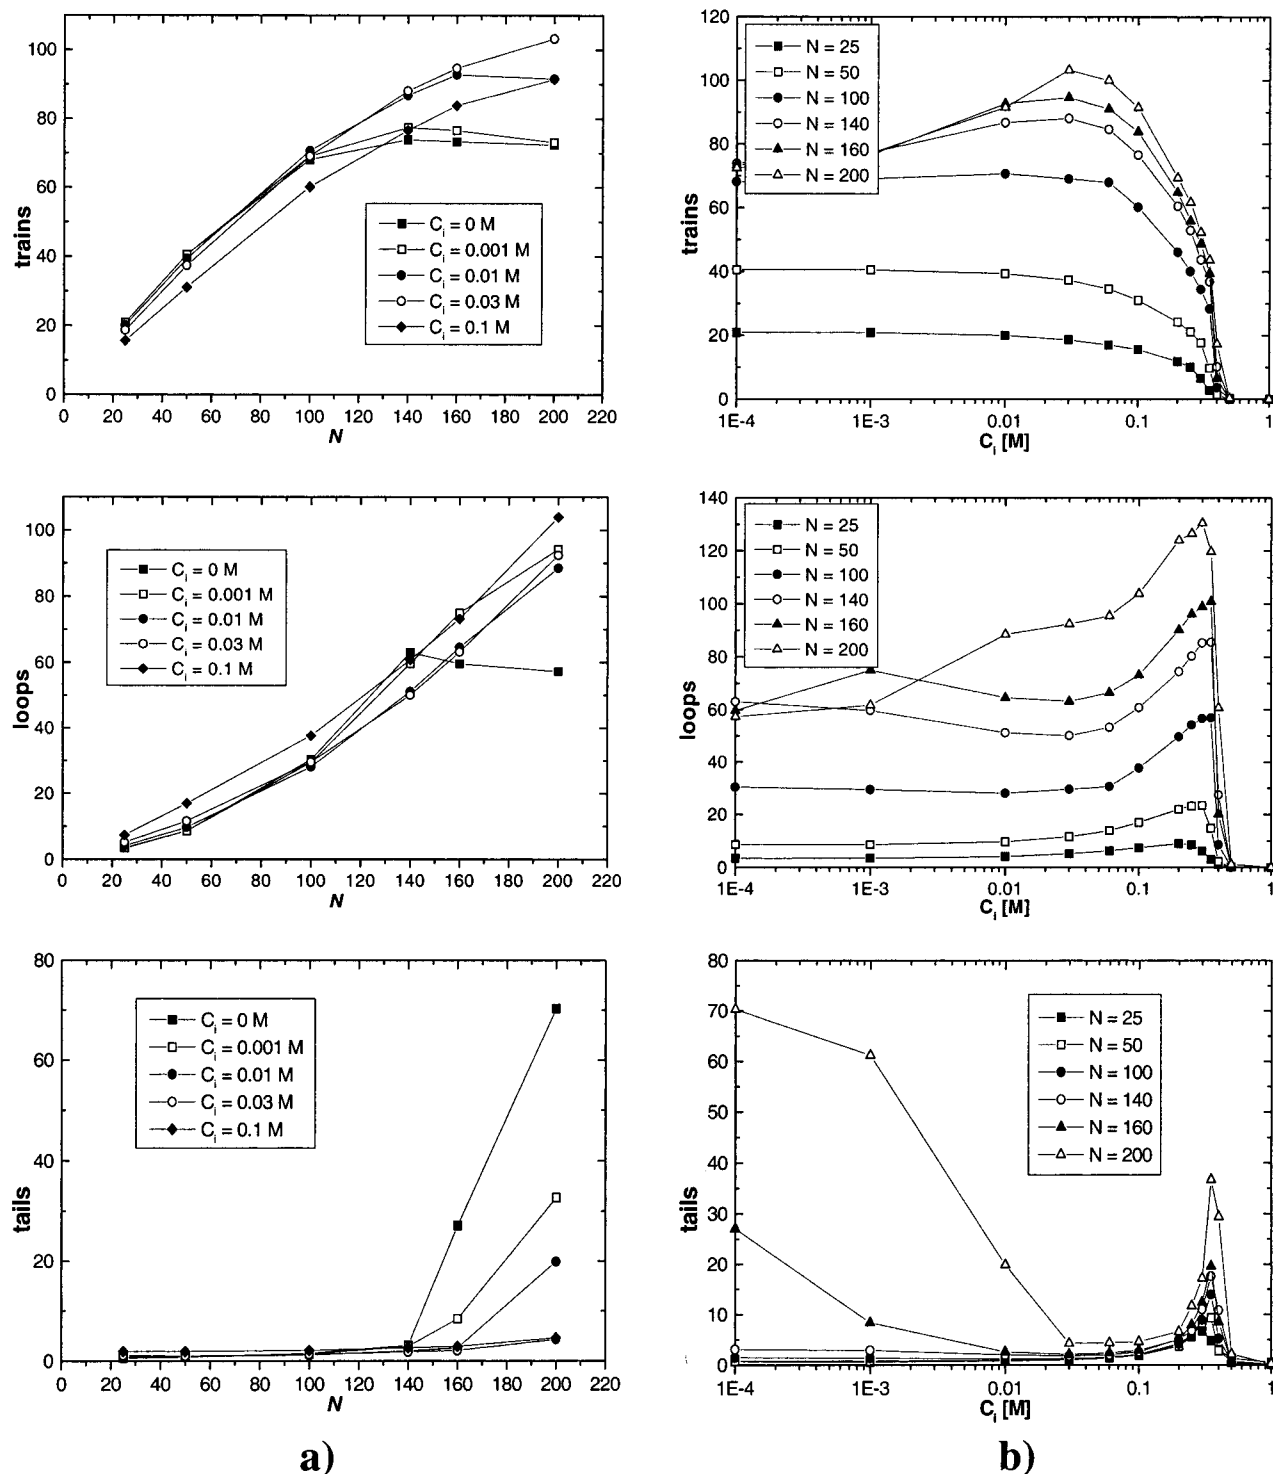 100
80
60
40
20
0
trains
C_i = 0 M
C_i = 0.001 M
C_i = 0.01 M
C_i = 0.03 M
C_i = 0.1 M
0 20 40 60 80 100 120 140 160 180 200 220
N
120
100
80
60
40
20
0
trains
N = 25
N = 50
N = 100
N = 140
N = 160
N = 200
1E-4 1E-3 0.01 0.1 1
C_i [M]
100
80
60
40
20
0
loops
C_i = 0 M
C_i = 0.001 M
C_i = 0.01 M
C_i = 0.03 M
C_i = 0.1 M
0 20 40 60 80 100 120 140 160 180 200 220
N
140
120
100
80
60
40
20
0
loops
N = 25
N = 50
N = 100
N = 140
N = 160
N = 200
1E-4 1E-3 0.01 0.1 1
C_i [M]
80
60
40
20
0
tails
C_i = 0 M
C_i = 0.001 M
C_i = 0.01 M
C_i = 0.03 M
C_i = 0.1 M
0 20 40 60 80 100 120 140 160 180 200 220
N
80
70
60
50
40
30
20
10
0
tails
N = 25
N = 50
N = 100
N = 140
N = 160
N = 200
1E-4 1E-3 0.01 0.1 1
C_i [M]
a)
b)